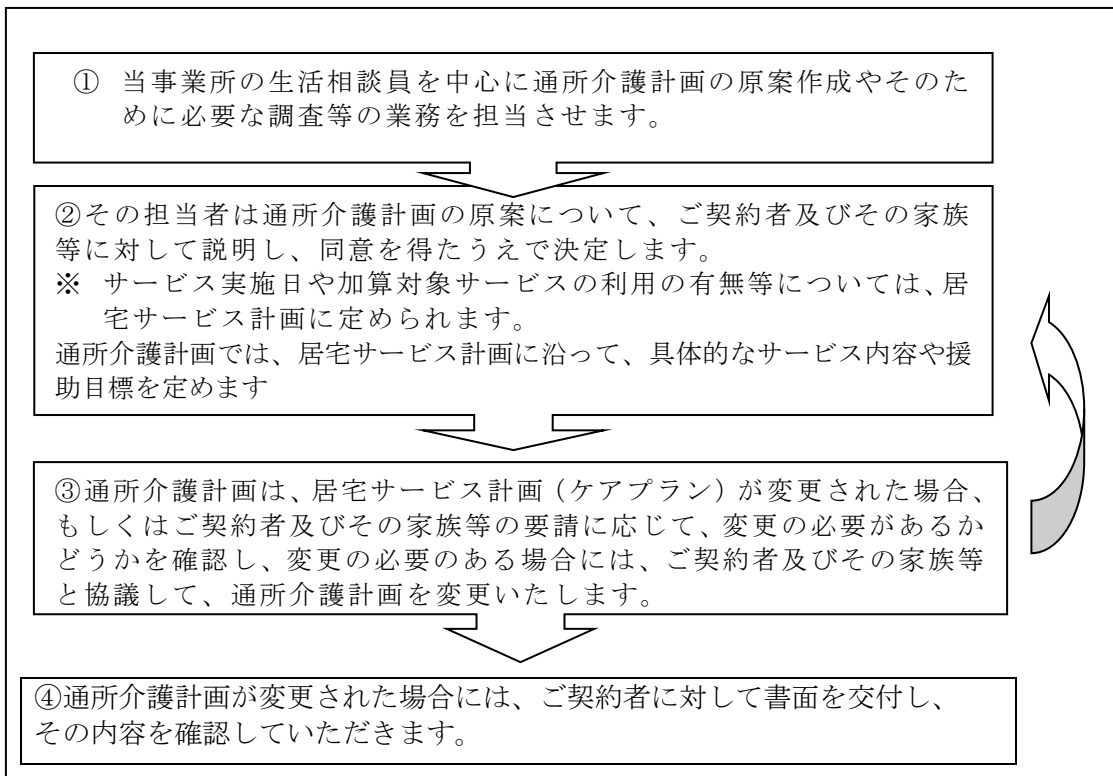 ① 当事業所の生活相談員を中心に通所介護計画の原案作成やそのた
めに必要な調査等の業務を担当させます。
②その担当者は通所介護計画の原案について、ご契約者及びその家族
等に対して説明し、同意を得たうえで決定します。
※ サービス実施日や加算対象サービスの利用の有無等については、居
宅サービス計画に定められます。
通所介護計画では、居宅サービス計画に沿って、具体的なサービス内容や援
助目標を定めます
③通所介護計画は、居宅サービス計画（ケアプラン）が変更された場合、
もしくはご契約者及びその家族等の要請に応じて、変更の必要があるか
どうかを確認し、変更の必要のある場合には、ご契約者及びその家族等
と協議して、通所介護計画を変更いたします。
④通所介護計画が変更された場合には、ご契約者に対して書面を交付し、
その内容を確認していただきます。